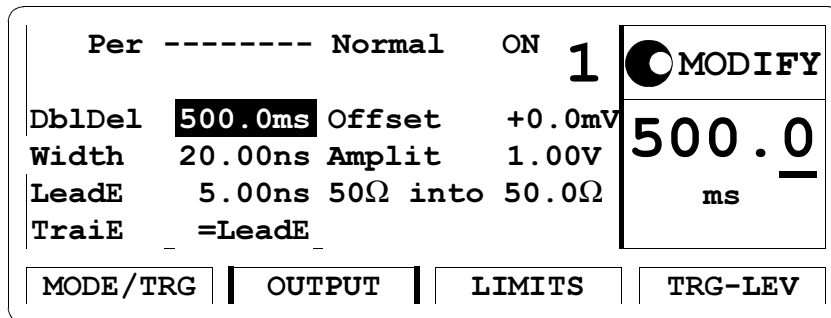 Per -------- Normal ON 1 MODIFY
DblDel 500.0ms Offset +0.0mV 500.0
Width 20.00ns Amplit 1.00V
LeadE 5.00ns 50Ω into 50.0Ω ms
TraiE =LeadE
MODE/TRG OUTPUT LIMITS TRG-LEV